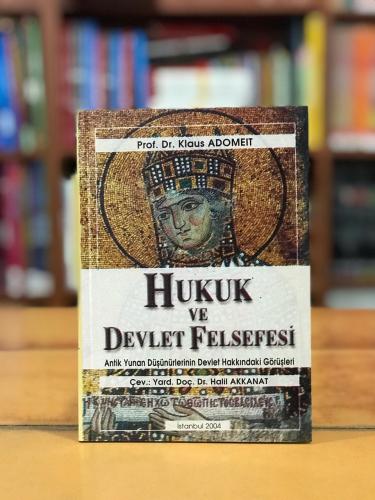 Prof. Dr. Klaus ADOMEIT
HUKUK
VE
DEVLET FELSEFESİ
Antik Yunan Düşünürlerinin Devlet Hakkındaki Görüşleri
Çev.: Yard. Doç. Dr. Halil AKKANAT
İstanbul 2004